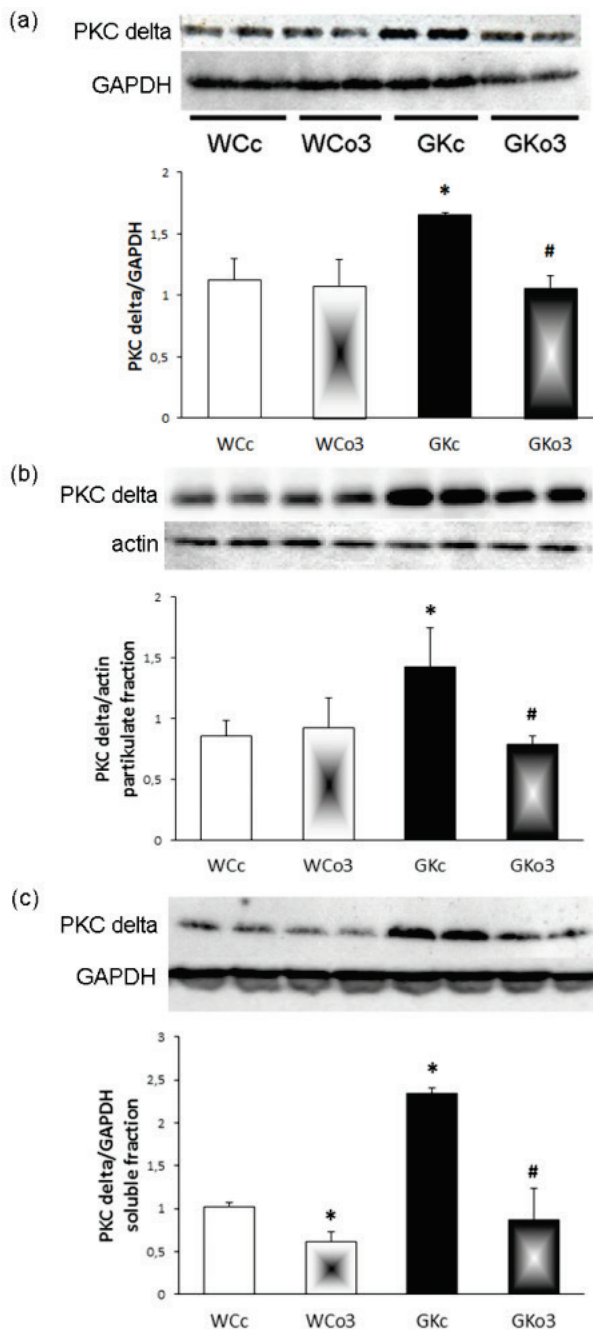 (a)
PKC delta
GAPDH
WCc WCo3 GKc GKo3
PKC delta/GAPDH
2
1,5
1
0,5
0
*
#
WCc WCo3 GKc GKo3
(b)
PKC delta
actin
PKC delta/actin
partikulate fraction
2
1,5
1
0,5
0
*
#
WCc WCo3 GKc GKo3
(c)
PKC delta
GAPDH
PKC delta/GAPDH
soluble fraction
3
2,5
2
1,5
1
0,5
0
*
*
#
WCc WCo3 GKc GKo3